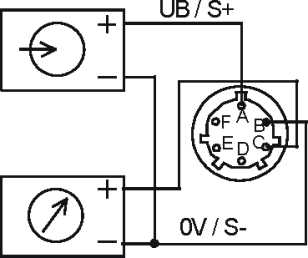 UB / S+
+
−
F A B
E D C
+
−
0V / S-